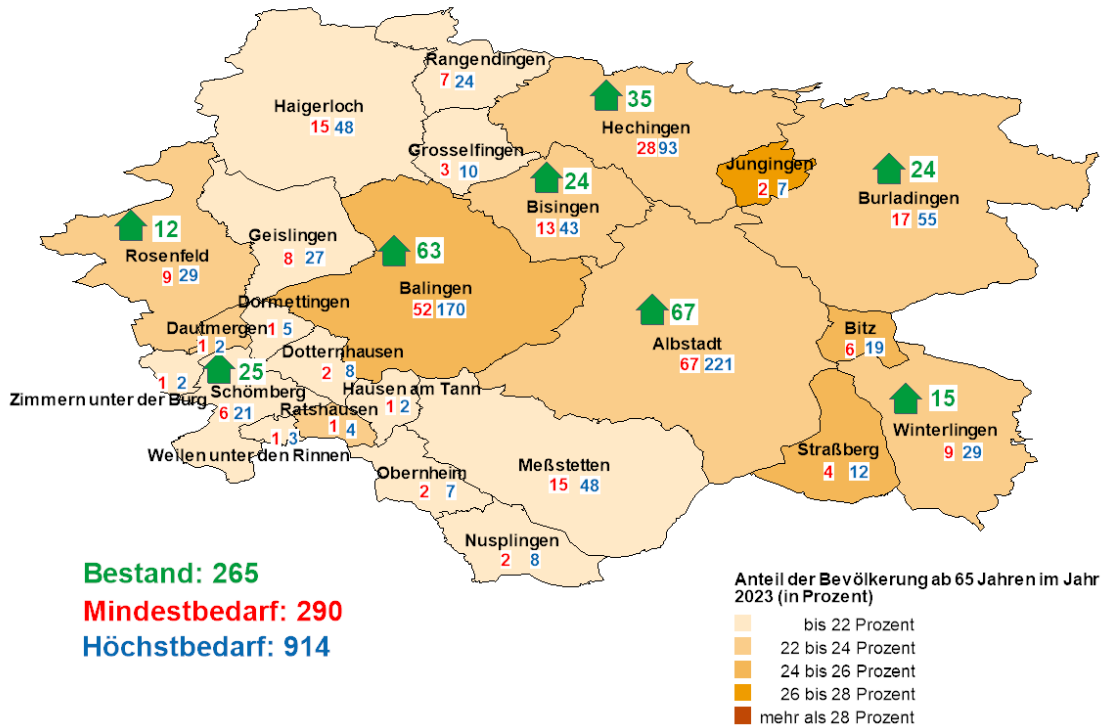 Rangendingen
7 24
Haigerloch
15 48
35
Hechingen
28 93
Grosselfingen
3 10
Jungingen
2 7
24
Bisingen
13 43
24
Burladingen
17 55
12
Rosenfeld
9 29
Geislingen
8 27
63
Balingen
52 170
Dormettingen
1 5
Dautmergen
1 2
67
Albstadt
67 221
Bitz
6 19
Dotternhausen
2 8
1 2
Zimmern unter der Burg
25
Schömberg
6 21
Hausen am Tann
1 2
Ratshausen
1 4
1 3
Weilen unter den Rinnen
15
Winterlingen
9 29
Straßberg
4 12
Obernheim
2 7
Meßstetten
15 48
Nusplingen
2 8
Bestand: 265
Mindestbedarf: 290
Höchstbedarf: 914
Anteil der Bevölkerung ab 65 Jahren im Jahr
2023 (in Prozent)
bis 22 Prozent
22 bis 24 Prozent
24 bis 26 Prozent
26 bis 28 Prozent
mehr als 28 Prozent